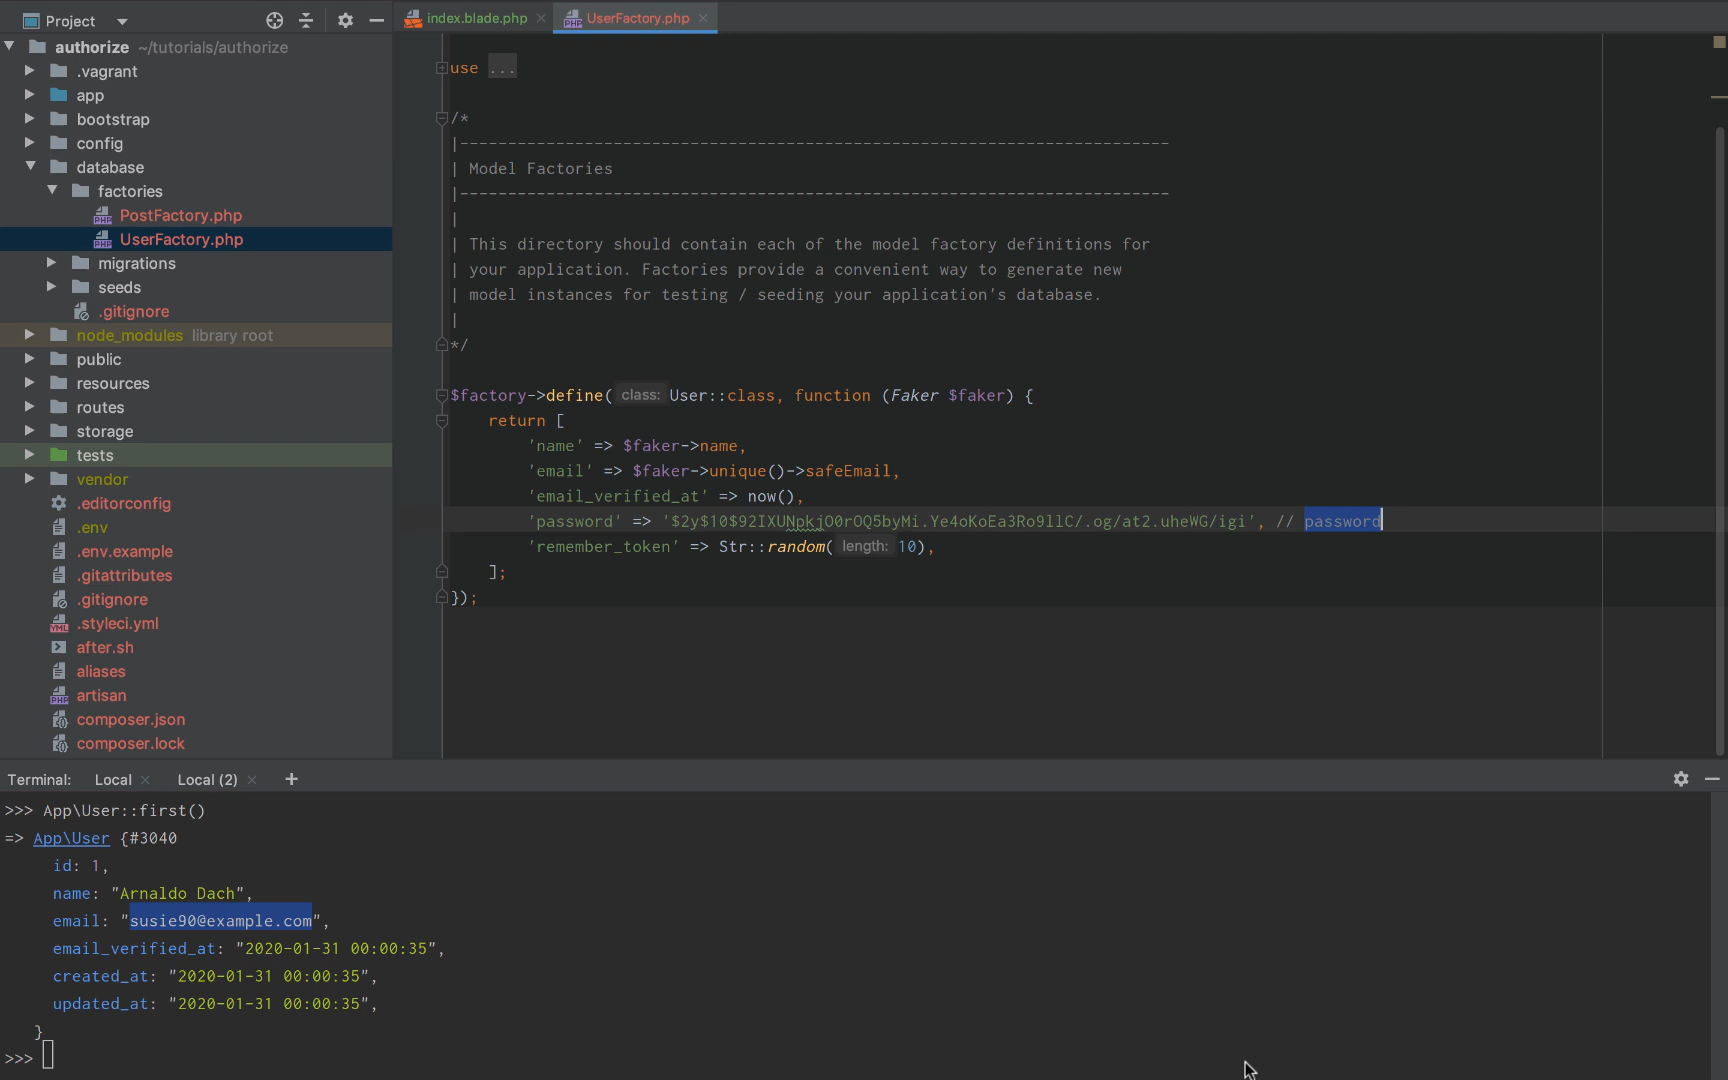 Project
index.blade.php
UserFactory.php
authorize ~/tutorials/authorize
.vagrant
app
bootstrap
config
database
factories
PostFactory.php
UserFactory.php
migrations
seeds
.gitignore
node_modules library root
public
resources
routes
storage
tests
vendor
.editorconfig
.env
.env.example
.gitattributes
.gitignore
.styleci.yml
after.sh
aliases
artisan
composer.json
composer.lock
use ...
/*
|--------------------------------------------------------------------------
| Model Factories
|--------------------------------------------------------------------------
|
| This directory should contain each of the model factory definitions for
| your application. Factories provide a convenient way to generate new
| model instances for testing / seeding your application's database.
|
*/
$factory->define( class: User::class, function (Faker $faker) {
return [
'name' => $faker->name,
'email' => $faker->unique()->safeEmail,
'email_verified_at' => now(),
'password' => '$2y$10$92IXUNpkjO0rOQ5byMi.Ye4oKoEa3Ro9llC/.og/at2.uheWG/igi', // password
'remember_token' => Str::random( length: 10),
];
});
Terminal: Local Local (2) +
>>> App\User::first()
=> App\User {#3040
id: 1,
name: "Arnaldo Dach",
email: "susie90@example.com",
email_verified_at: "2020-01-31 00:00:35",
created_at: "2020-01-31 00:00:35",
updated_at: "2020-01-31 00:00:35",
}
>>>